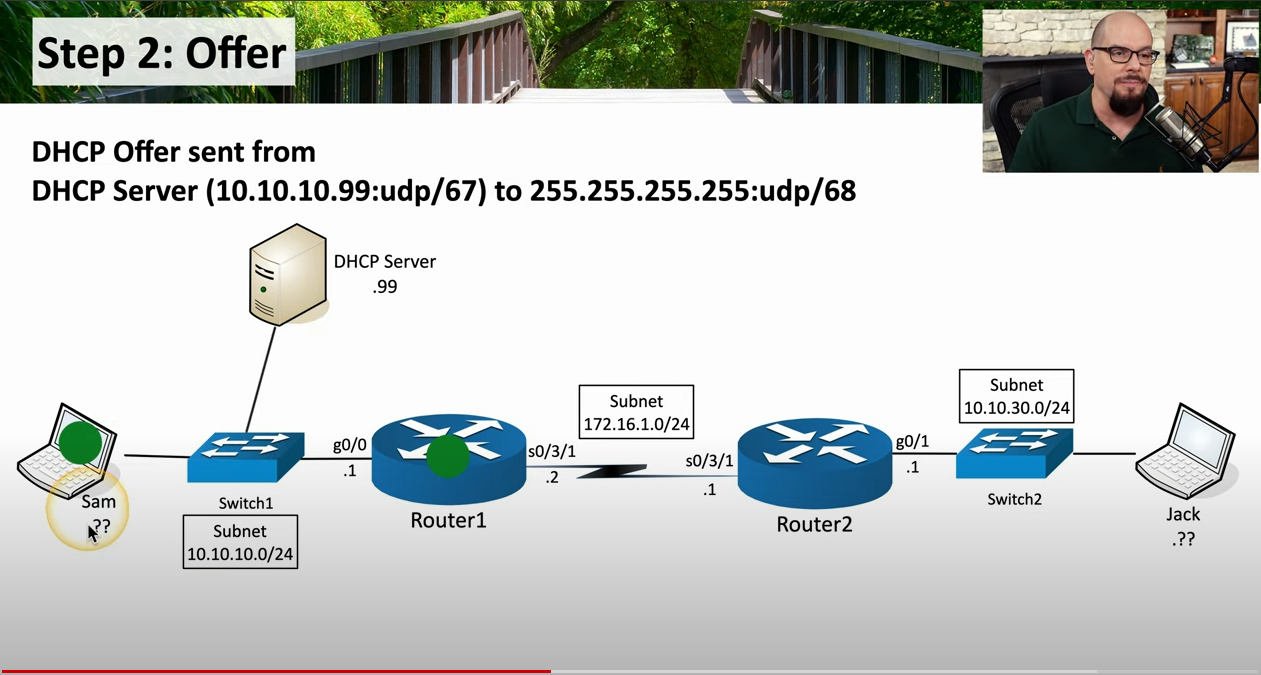 Step 2: Offer
DHCP Offer sent from
DHCP Server (10.10.10.99:udp/67) to 255.255.255.255:udp/68
DHCP Server
.99
Subnet
172.16.1.0/24
Subnet
10.10.30.0/24
g0/0
.1
s0/3/1
.2
s0/3/1
.1
g0/1
.1
Sam
.??
Switch1
Subnet
10.10.10.0/24
Router1
Router2
Switch2
Jack
.??